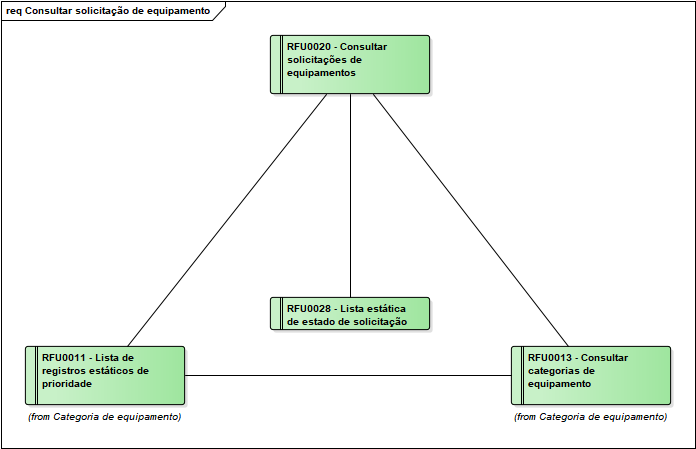 req Consultar solicitação de equipamento
RFU0020 - Consultar
solicitações de
equipamentos
RFU0028 - Lista estática
de estado de solicitação
RFU0011 - Lista de
registros estáticos de
prioridade
(from Categoria de equipamento)
RFU0013 - Consultar
categorias de
equipamento
(from Categoria de equipamento)